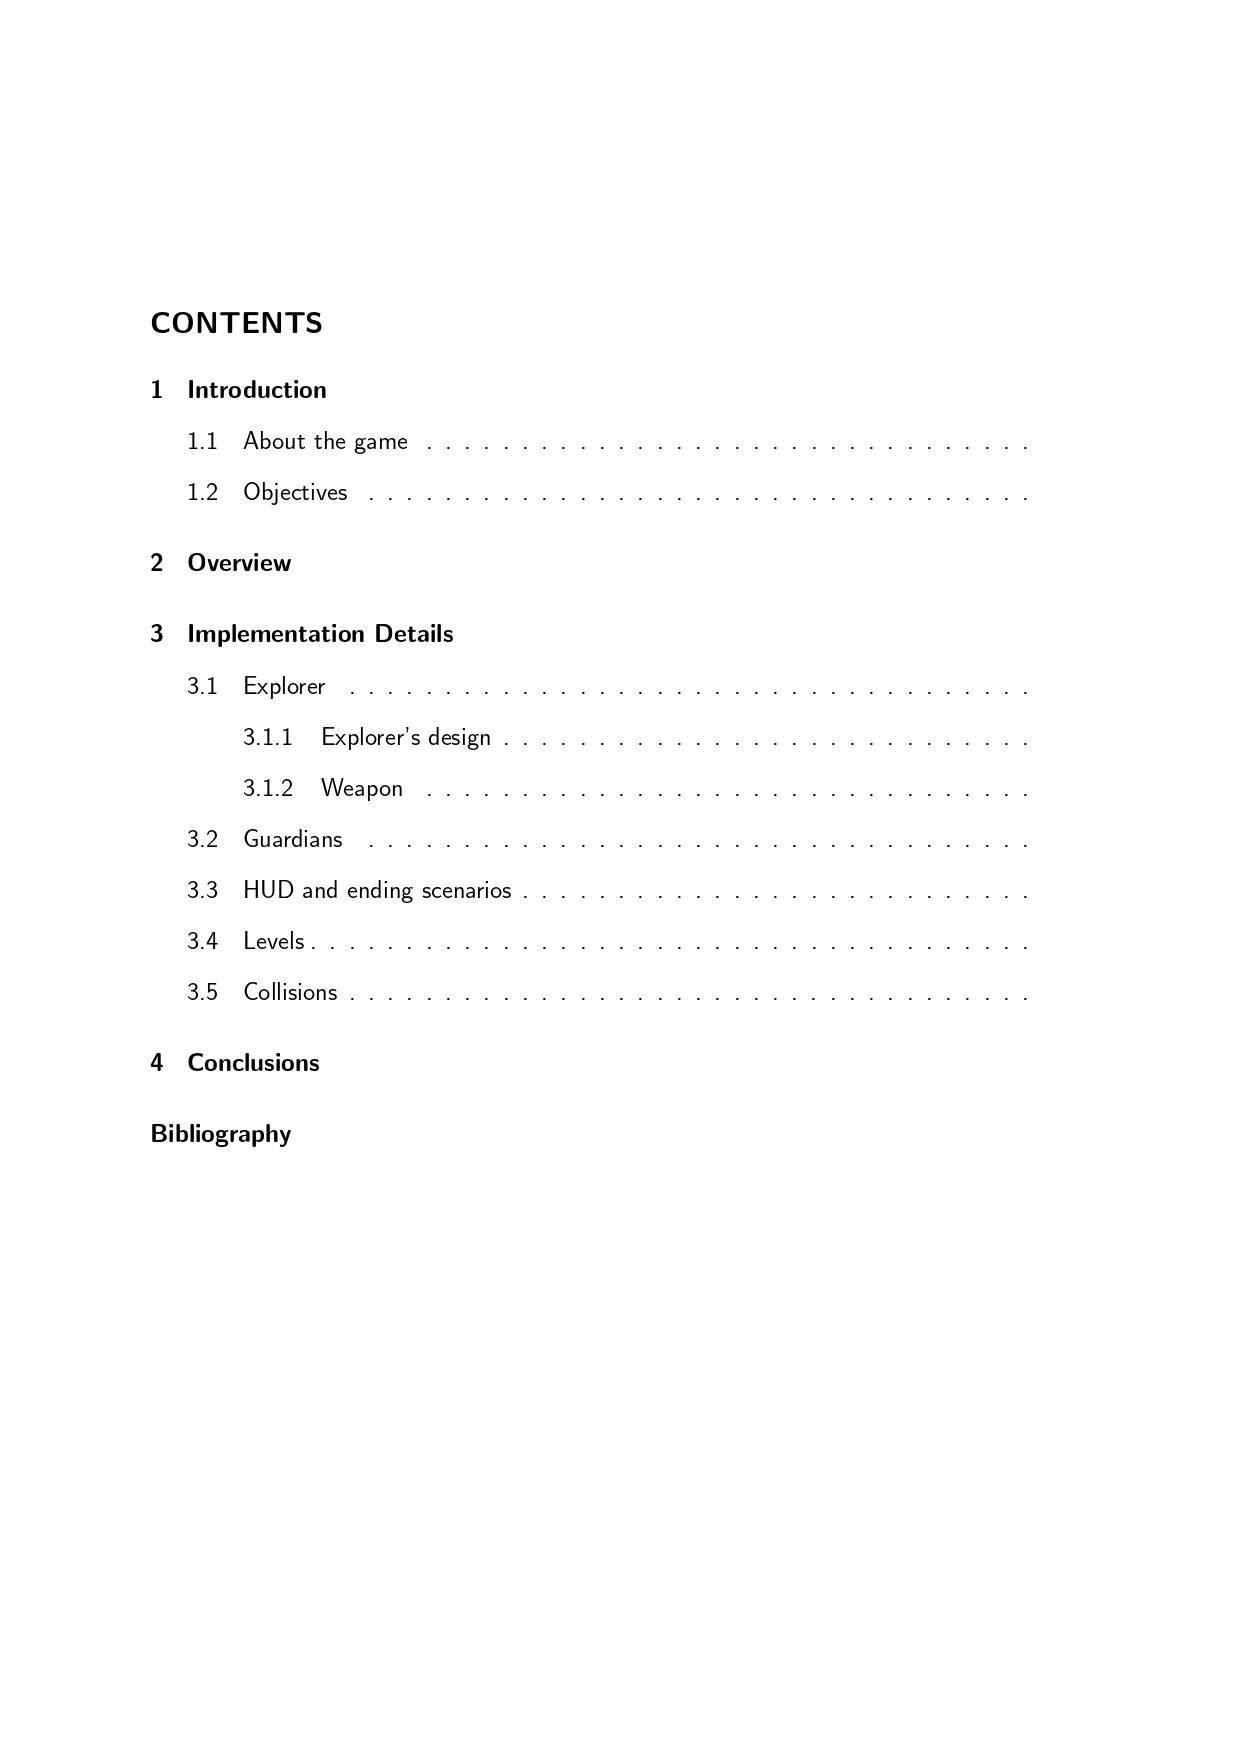 CONTENTS
1 Introduction
1.1 About the game . . . . . . . . . . . . . . . . . . . . . . . . . . . . . . . .
1.2 Objectives . . . . . . . . . . . . . . . . . . . . . . . . . . . . . . . . . . .
2 Overview
3 Implementation Details
3.1 Explorer . . . . . . . . . . . . . . . . . . . . . . . . . . . . . . . . . . . .
3.1.1 Explorer's design . . . . . . . . . . . . . . . . . . . . . . . . . . . .
3.1.2 Weapon . . . . . . . . . . . . . . . . . . . . . . . . . . . . . . . .
3.2 Guardians . . . . . . . . . . . . . . . . . . . . . . . . . . . . . . . . . . .
3.3 HUD and ending scenarios . . . . . . . . . . . . . . . . . . . . . . . . . . .
3.4 Levels . . . . . . . . . . . . . . . . . . . . . . . . . . . . . . . . . . . . . .
3.5 Collisions . . . . . . . . . . . . . . . . . . . . . . . . . . . . . . . . . . . .
4 Conclusions
Bibliography